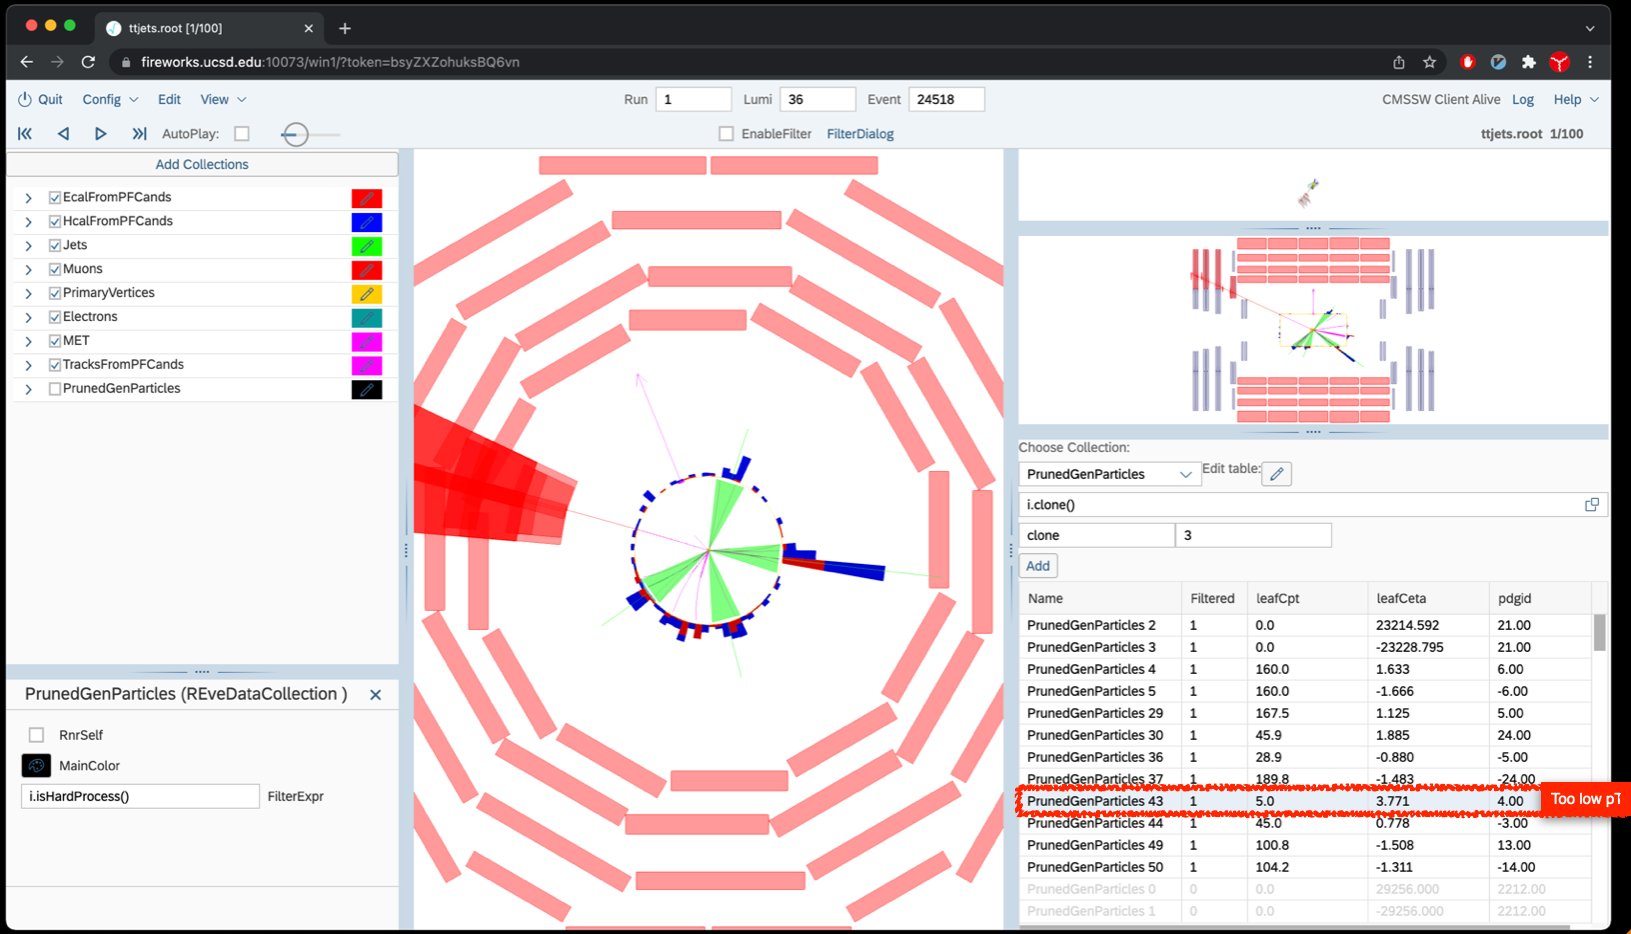 ttjets.root [1/100]
fireworks.ucsd.edu:10073/win1/?token=bsyZXZohuksBQ6vn
Quit Config Edit View Run 1 Lumi 36 Event 24518 CMSSW Client Alive Log Help
AutoPlay: EnableFilter FilterDialog ttjets.root 1/100
Add Collections
EcalFromPFCands
HcalFromPFCands
Jets
Muons
PrimaryVertices
Electrons
MET
TracksFromPFCands
PrunedGenParticles
PrunedGenParticles (REveDataCollection )
RnrSelf
MainColor
i.isHardProcess() FilterExpr
Choose Collection:
PrunedGenParticles Edit table:
i.clone()
clone 3
Add
Name Filtered leafCpt leafCeta pdgid
PrunedGenParticles 2 1 0.0 23214.592 21.00
PrunedGenParticles 3 1 0.0 -23228.795 21.00
PrunedGenParticles 4 1 160.0 1.633 6.00
PrunedGenParticles 5 1 160.0 -1.666 -6.00
PrunedGenParticles 29 1 167.5 1.125 5.00
PrunedGenParticles 30 1 45.9 1.885 24.00
PrunedGenParticles 36 1 28.9 -0.880 -5.00
PrunedGenParticles 37 1 189.8 -1.483 -24.00
PrunedGenParticles 43 1 5.0 3.771 4.00 Too low pT
PrunedGenParticles 44 1 45.0 0.778 -3.00
PrunedGenParticles 49 1 100.8 -1.508 13.00
PrunedGenParticles 50 1 104.2 -1.311 -14.00
PrunedGenParticles 0 0 0.0 29256.000 2212.00
PrunedGenParticles 1 0 0.0 -29256.000 2212.00